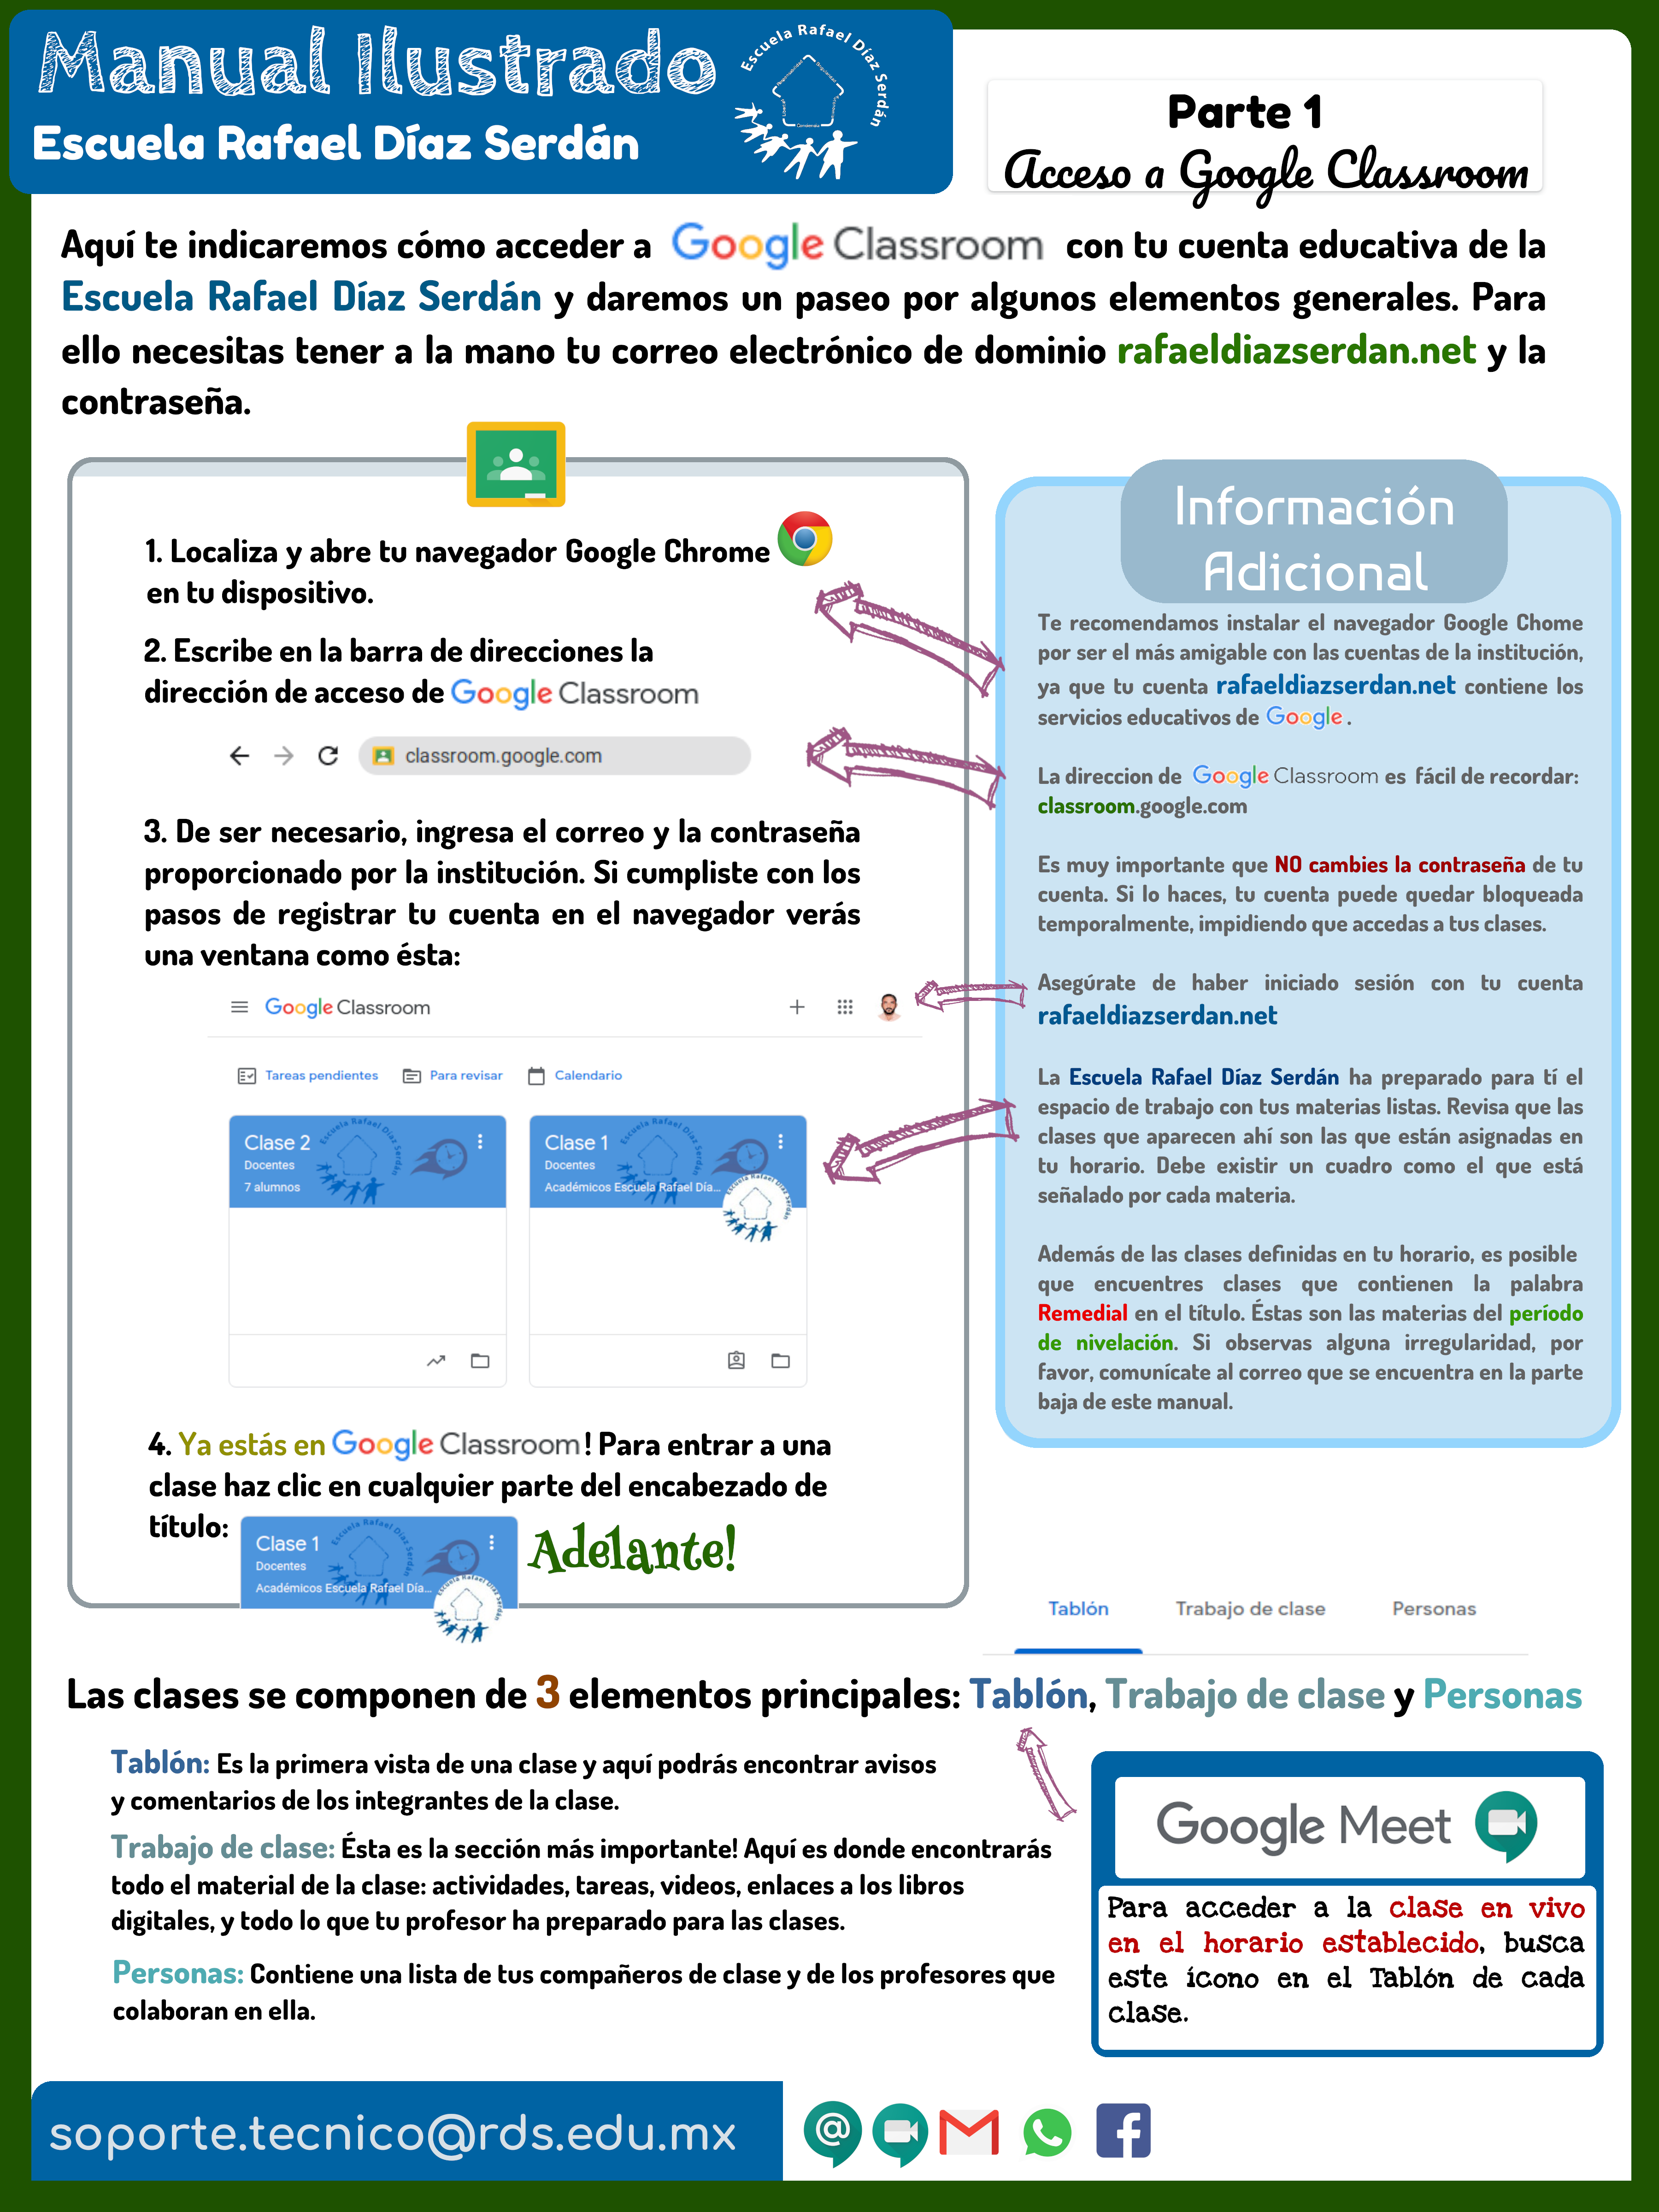 Manual Ilustrado
Escuela Rafael Díaz Serdán
Escuela Rafael Díaz Serdán
Parte 1
Acceso a Google Classroom
Aquí te indicaremos cómo acceder a Google Classroom con tu cuenta educativa de la
Escuela Rafael Díaz Serdán y daremos un paseo por algunos elementos generales. Para
ello necesitas tener a la mano tu correo electrónico de dominio rafaeldiazserdan.net y la
contraseña.
1. Localiza y abre tu navegador Google Chrome
en tu dispositivo.
2. Escribe en la barra de direcciones la
dirección de acceso de Google Classroom
classroom.google.com
3. De ser necesario, ingresa el correo y la contraseña
proporcionado por la institución. Si cumpliste con los
pasos de registrar tu cuenta en el navegador verás
una ventana como ésta:
Google Classroom
Tareas pendientes Para revisar Calendario
Clase 2
Docentes
7 alumnos
Escuela Rafael Díaz Serdán
Clase 1
Docentes
Académicos Escuela Rafael Día...
Escuela Rafael Díaz Serdán
Escuela Rafael Díaz Serdán
4. Ya estás en Google Classroom! Para entrar a una
clase haz clic en cualquier parte del encabezado de
título:
Clase 1
Docentes
Académicos Escuela Rafael Día...
Escuela Rafael Díaz Serdán
Escuela Rafael Díaz Serdán
Adelante!
Información
Adicional
Te recomendamos instalar el navegador Google Chome
por ser el más amigable con las cuentas de la institución,
ya que tu cuenta rafaeldiazserdan.net contiene los
servicios educativos de Google.
La direccion de Google Classroom es fácil de recordar:
classroom.google.com
Es muy importante que NO cambies la contraseña de tu
cuenta. Si lo haces, tu cuenta puede quedar bloqueada
temporalmente, impidiendo que accedas a tus clases.
Asegúrate de haber iniciado sesión con tu cuenta
rafaeldiazserdan.net
La Escuela Rafael Díaz Serdán ha preparado para tí el
espacio de trabajo con tus materias listas. Revisa que las
clases que aparecen ahí son las que están asignadas en
tu horario. Debe existir un cuadro como el que está
señalado por cada materia.
Además de las clases definidas en tu horario, es posible
que encuentres clases que contienen la palabra
Remedial en el título. Éstas son las materias del período
de nivelación. Si observas alguna irregularidad, por
favor, comunícate al correo que se encuentra en la parte
baja de este manual.
Tablón Trabajo de clase Personas
Las clases se componen de 3 elementos principales: Tablón, Trabajo de clase y Personas
Tablón: Es la primera vista de una clase y aquí podrás encontrar avisos
y comentarios de los integrantes de la clase.
Trabajo de clase: Ésta es la sección más importante! Aquí es donde encontrarás
todo el material de la clase: actividades, tareas, videos, enlaces a los libros
digitales, y todo lo que tu profesor ha preparado para las clases.
Personas: Contiene una lista de tus compañeros de clase y de los profesores que
colaboran en ella.
Google Meet
Para acceder a la clase en vivo
en el horario establecido, busca
este ícono en el Tablón de cada
clase.
soporte.tecnico@rds.edu.mx